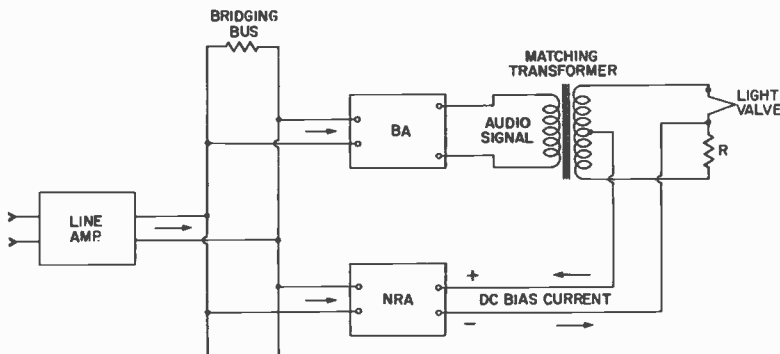 BRIDGING
BUS
MATCHING
TRANSFORMER
LIGHT
VALVE
BA
AUDIO
SIGNAL
R
LINE
AMP.
NRA
+
DC BIAS CURRENT
–